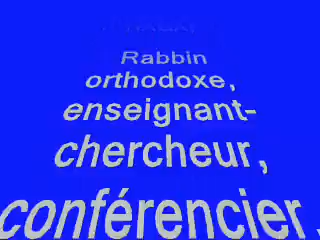 Rabbin
orthodoxe,
enseignant-
chercheur,
conférencier,